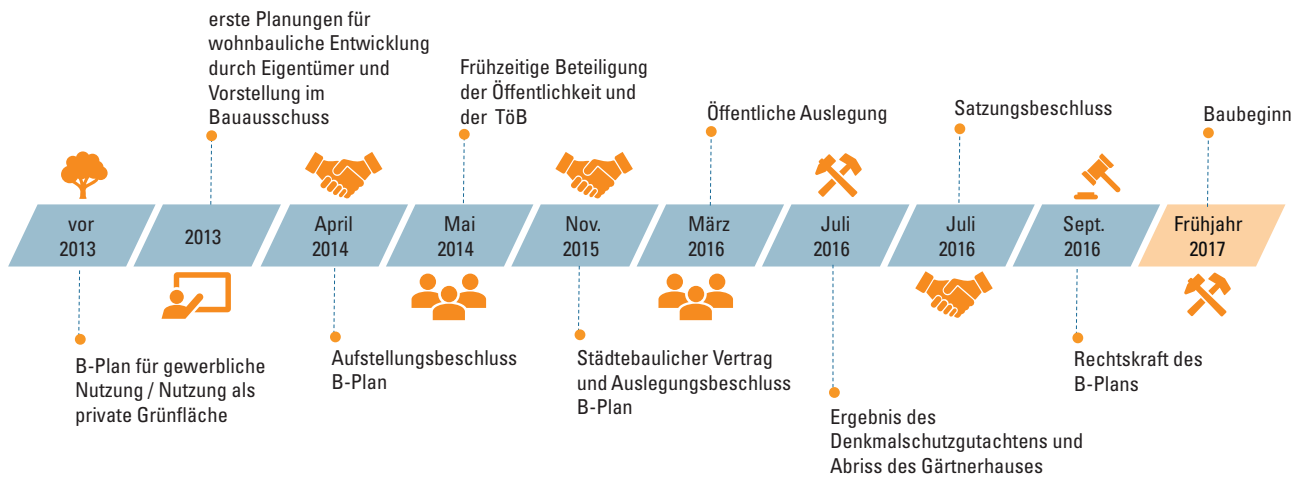 erste Planungen für
wohnbauliche Entwicklung
durch Eigentümer und
Vorstellung im
Bauausschuss
Frühzeitige Beteiligung
der Öffentlichkeit und
der TöB
Öffentliche Auslegung
Satzungsbeschluss
Baubeginn
vor
2013
2013
April
2014
Mai
2014
Nov.
2015
März
2016
Juli
2016
Juli
2016
Sept.
2016
Frühjahr
2017
B-Plan für gewerbliche
Nutzung / Nutzung als
private Grünfläche
Aufstellungsbeschluss
B-Plan
Städtebaulicher Vertrag
und Auslegungsbeschluss
B-Plan
Ergebnis des
Denkmalschutzgutachtens und
Abriss des Gärtnerhauses
Rechtskraft des
B-Plans